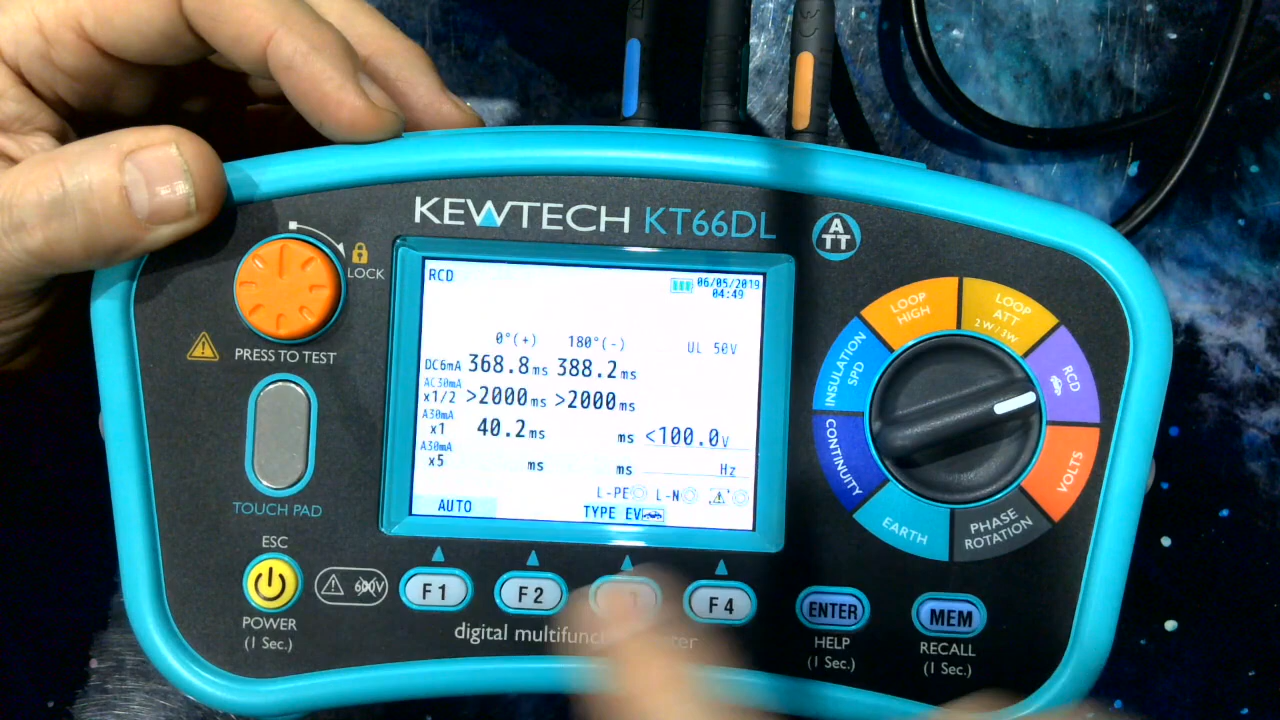 KEWTECH KT66DL
ATT
LOCK
PRESS TO TEST
TOUCH PAD
ESC
POWER
(1 Sec.)
RCD
06/05/2019
04:49
0°(+) 180°(-) UL 50V
DC6mA 368.8ms 388.2ms
AC30mA
x1/2 >2000ms >2000ms
A30mA
x1 40.2ms ms <100.0v
A30mA
x5 ms ms Hz
L-PE L-N
AUTO TYPE EV
F1 F2 F4
digital multifunc
LOOP HIGH
LOOP ATT
2W/3W
RCD
VOLTS
PHASE ROTATION
EARTH
CONTINUITY
INSULATION SPD
ENTER
HELP
(1 Sec.)
MEM
RECALL
(1 Sec.)